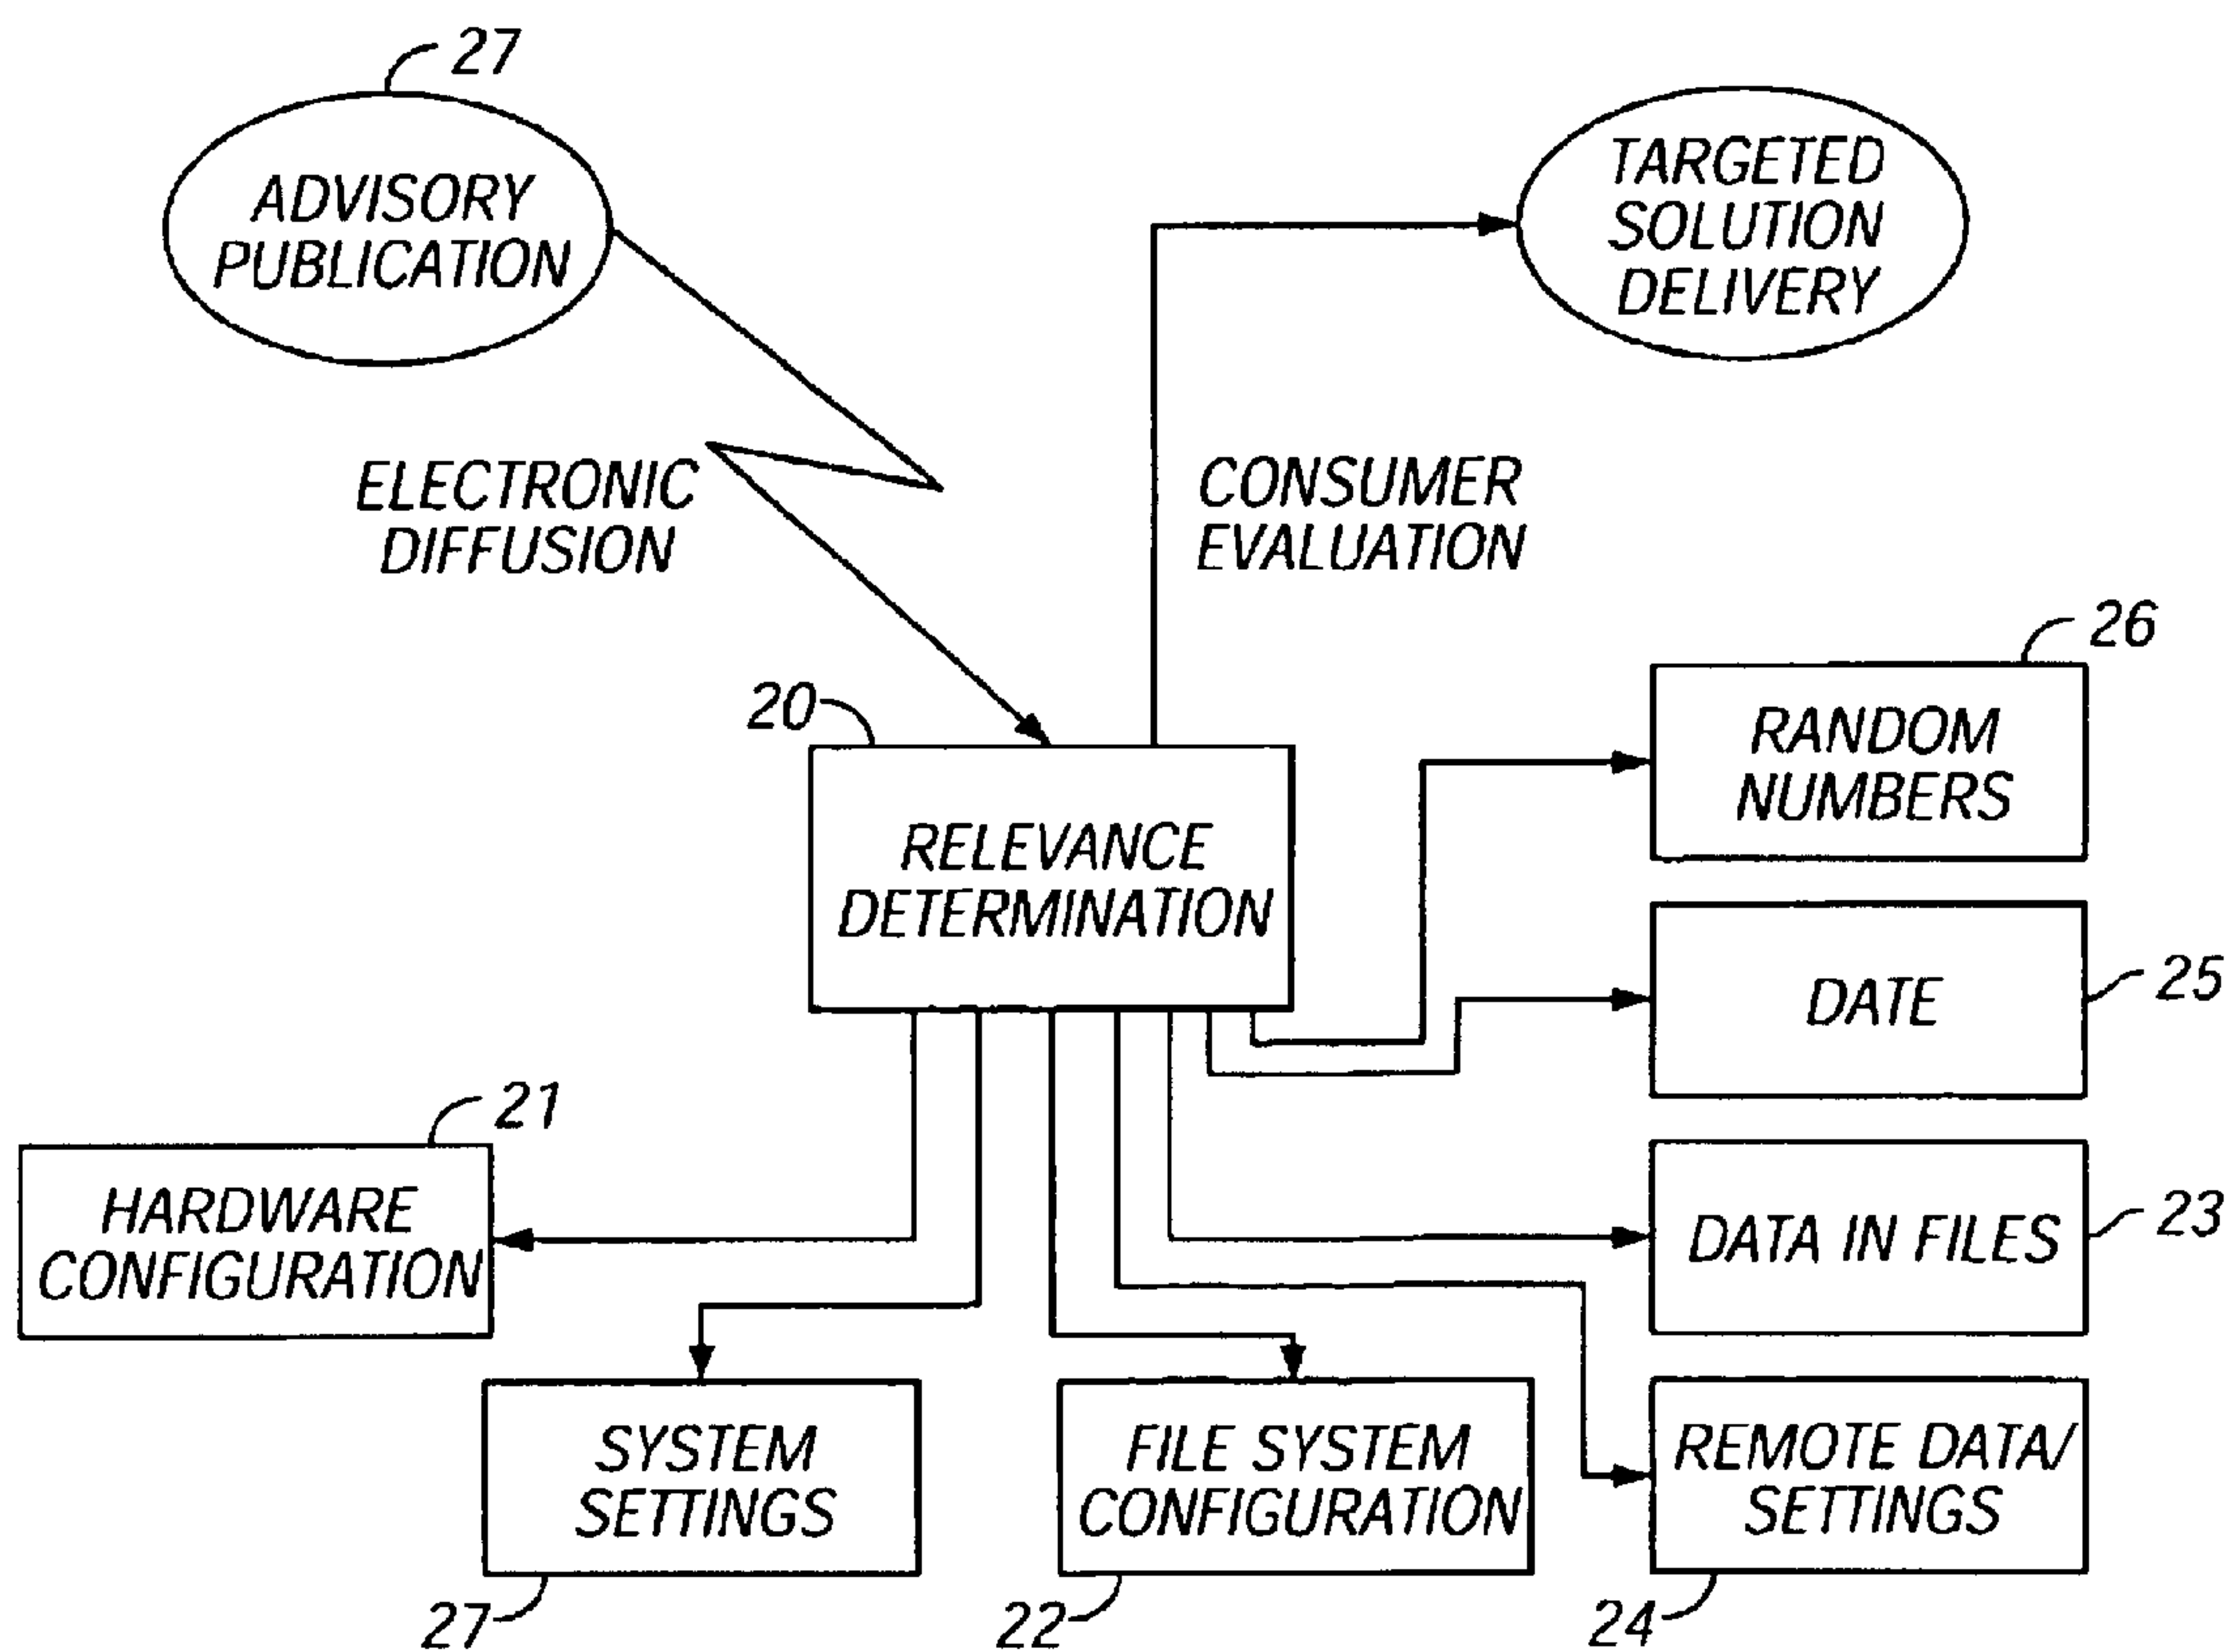 27
ADVISORY
PUBLICATION
TARGETED
SOLUTION
DELIVERY
ELECTRONIC
DIFFUSION
CONSUMER
EVALUATION
20
RELEVANCE
DETERMINATION
26
RANDOM
NUMBERS
DATE
25
21
HARDWARE
CONFIGURATION
DATA IN FILES
23
SYSTEM
SETTINGS
27
FILE SYSTEM
CONFIGURATION
22
REMOTE DATA/
SETTINGS
24